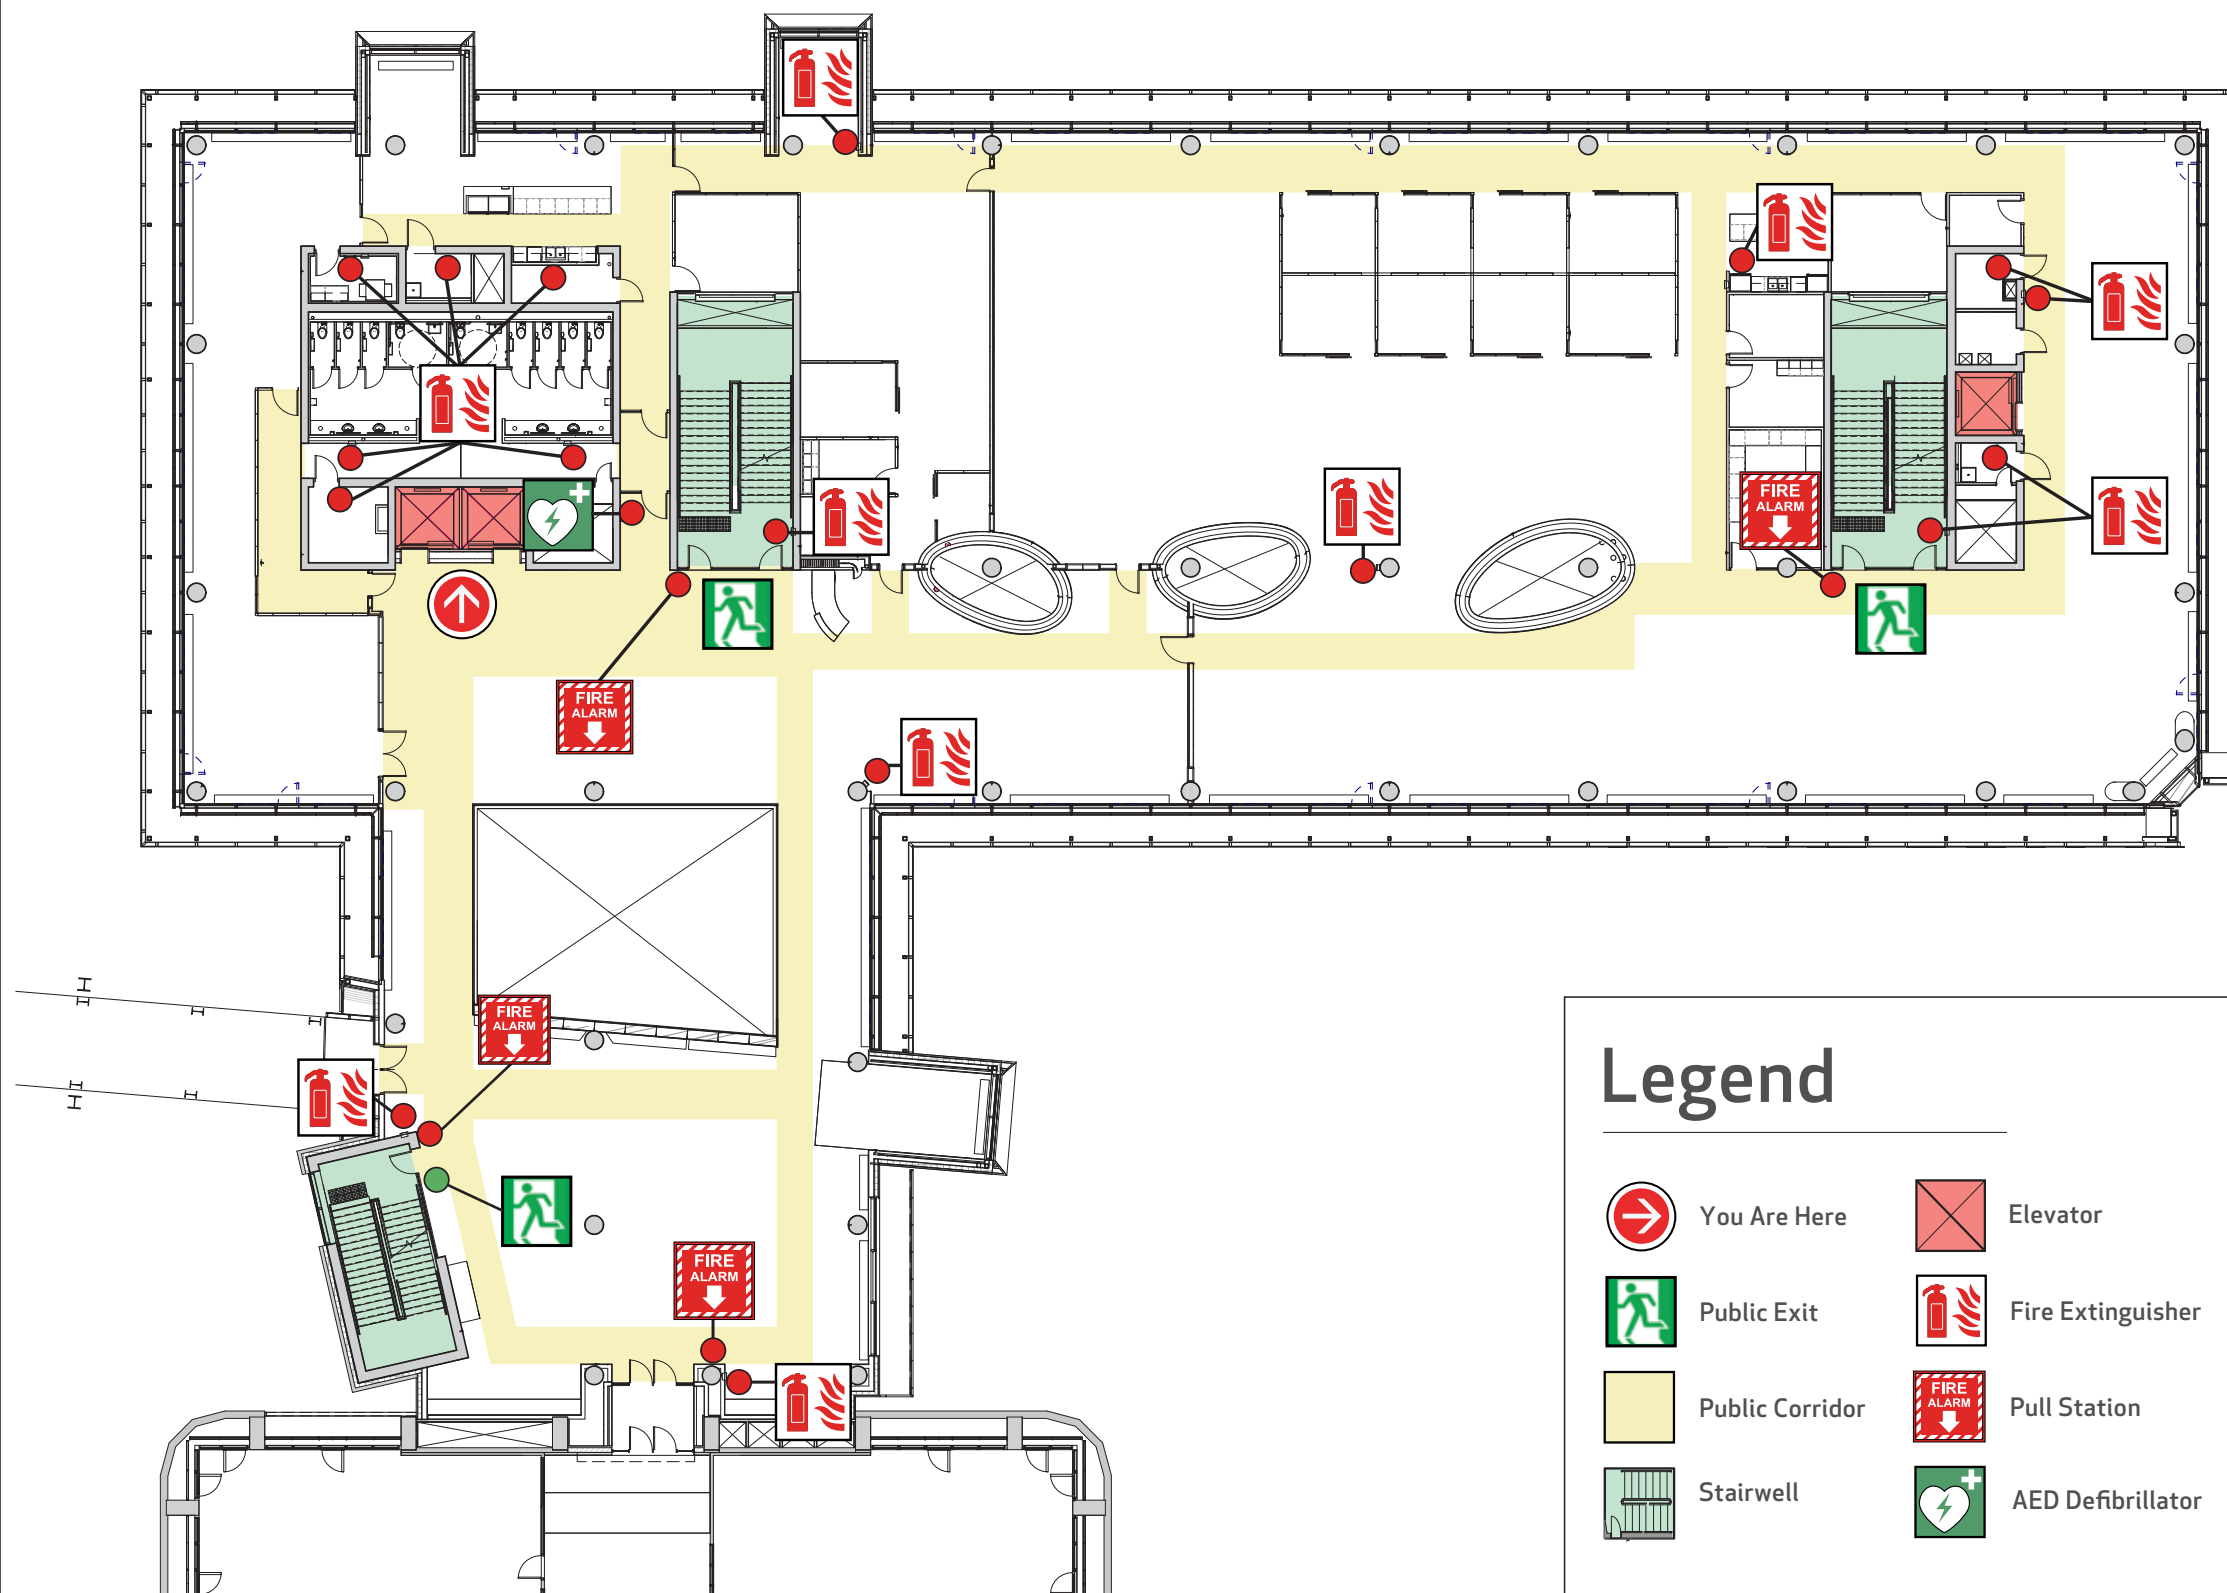 FIRE
ALARM
FIRE
ALARM
FIRE
ALARM
FIRE
ALARM
Legend
You Are Here
Elevator
Public Exit
Fire Extinguisher
Public Corridor
FIRE
ALARM
Pull Station
Stairwell
AED Defibrillator